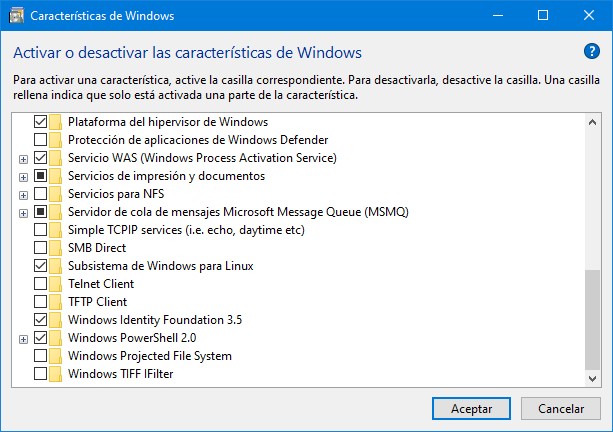 Características de Windows
Activar o desactivar las características de Windows
Para activar una característica, active la casilla correspondiente. Para desactivarla, desactive la casilla. Una casilla
rellena indica que solo está activada una parte de la característica.
Plataforma del hipervisor de Windows
Protección de aplicaciones de Windows Defender
Servicio WAS (Windows Process Activation Service)
Servicios de impresión y documentos
Servicios para NFS
Servidor de cola de mensajes Microsoft Message Queue (MSMQ)
Simple TCPIP services (i.e. echo, daytime etc)
SMB Direct
Subsistema de Windows para Linux
Telnet Client
TFTP Client
Windows Identity Foundation 3.5
Windows PowerShell 2.0
Windows Projected File System
Windows TIFF IFilter
Aceptar Cancelar